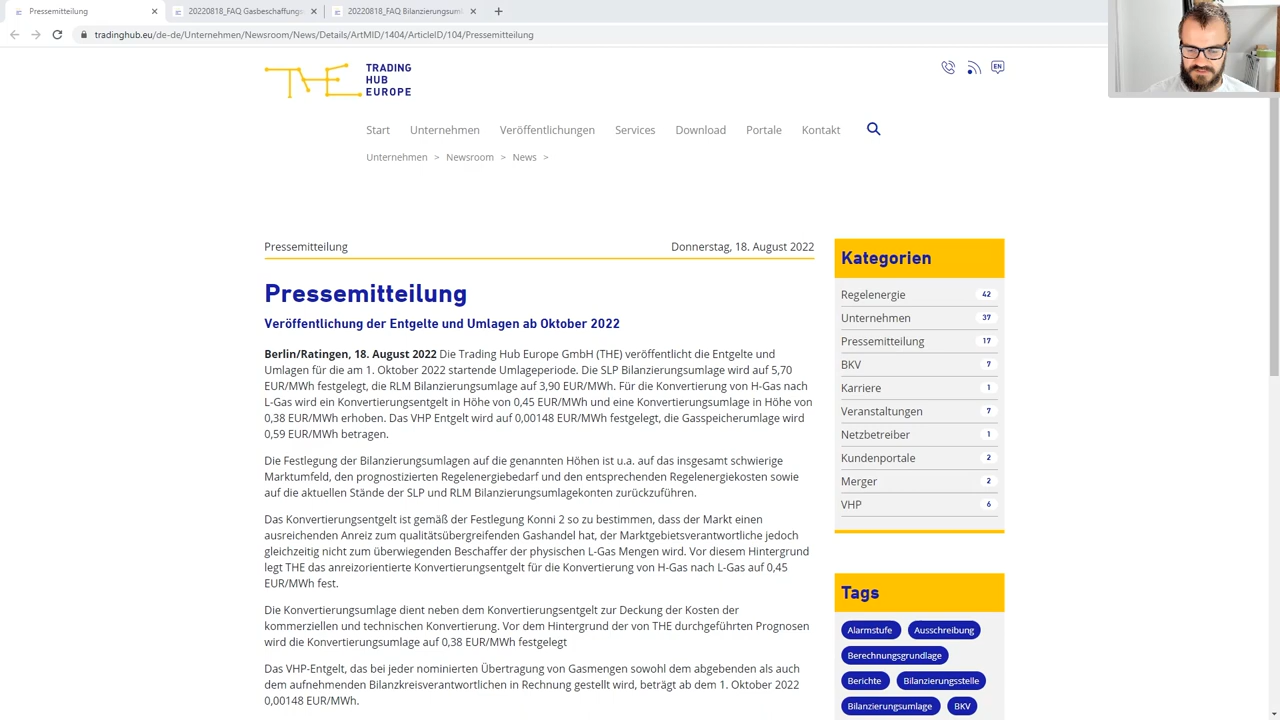 Pressemitteilung
20220818_FAQ Gasbeschaffungs
20220818_FAQ Bilanzierungsuml
tradinghub.eu/de-de/Unternehmen/Newsroom/News/Details/ArtMID/1404/ArticleID/104/Pressemitteilung
THE
TRADING
HUB
EUROPE
EN
Start Unternehmen Veröffentlichungen Services Download Portale Kontakt
Unternehmen > Newsroom > News >
Pressemitteilung Donnerstag, 18. August 2022
Pressemitteilung
Veröffentlichung der Entgelte und Umlagen ab Oktober 2022
Berlin/Ratingen, 18. August 2022 Die Trading Hub Europe GmbH (THE) veröffentlicht die Entgelte und
Umlagen für die am 1. Oktober 2022 startende Umlageperiode. Die SLP Bilanzierungsumlage wird auf 5,70
EUR/MWh festgelegt, die RLM Bilanzierungsumlage auf 3,90 EUR/MWh. Für die Konvertierung von H-Gas nach
L-Gas wird ein Konvertierungsentgelt in Höhe von 0,45 EUR/MWh und eine Konvertierungsumlage in Höhe von
0,38 EUR/MWh erhoben. Das VHP Entgelt wird auf 0,00148 EUR/MWh festgelegt, die Gasspeicherumlage wird
0,59 EUR/MWh betragen.
Die Festlegung der Bilanzierungsumlagen auf die genannten Höhen ist u.a. auf das insgesamt schwierige
Marktumfeld, den prognostizierten Regelenergiebedarf und den entsprechenden Regelenergiekosten sowie
auf die aktuellen Stände der SLP und RLM Bilanzierungsumlagekonten zurückzuführen.
Das Konvertierungsentgelt ist gemäß der Festlegung Konni 2 so zu bestimmen, dass der Markt einen
ausreichenden Anreiz zum qualitätsübergreifenden Gashandel hat, der Marktgebietsverantwortliche jedoch
gleichzeitig nicht zum überwiegenden Beschaffer der physischen L-Gas Mengen wird. Vor diesem Hintergrund
legt THE das anreizorientierte Konvertierungsentgelt für die Konvertierung von H-Gas nach L-Gas auf 0,45
EUR/MWh fest.
Die Konvertierungsumlage dient neben dem Konvertierungsentgelt zur Deckung der Kosten der
kommerziellen und technischen Konvertierung. Vor dem Hintergrund der von THE durchgeführten Prognosen
wird die Konvertierungsumlage auf 0,38 EUR/MWh festgelegt
Das VHP-Entgelt, das bei jeder nominierten Übertragung von Gasmengen sowohl dem abgebenden als auch
dem aufnehmenden Bilanzkreisverantwortlichen in Rechnung gestellt wird, beträgt ab dem 1. Oktober 2022
0,00148 EUR/MWh.
Kategorien
Regelenergie 42
Unternehmen 37
Pressemitteilung 17
BKV 7
Karriere 1
Veranstaltungen 7
Netzbetreiber 1
Kundenportale 2
Merger 2
VHP 6
Tags
Alarmstufe Ausschreibung
Berechnungsgrundlage
Berichte Bilanzierungsstelle
Bilanzierungsumlage BKV